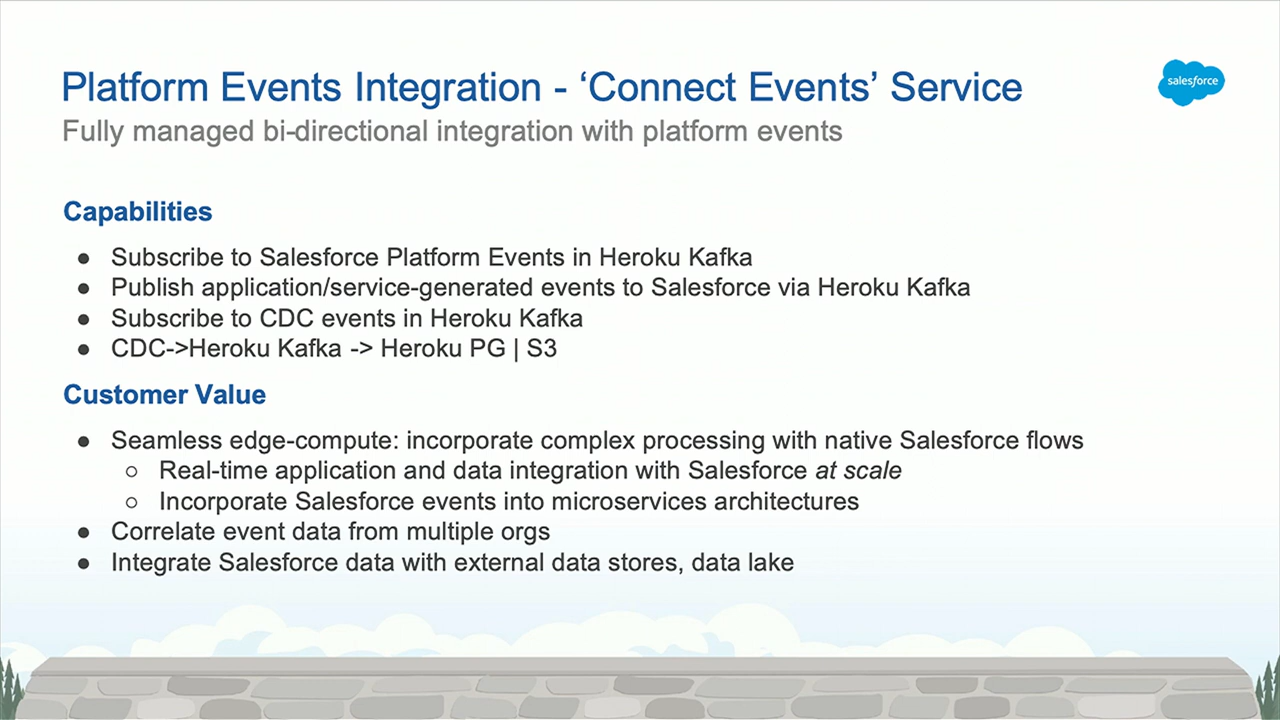 Platform Events Integration - ‘Connect Events’ Service
salesforce
Fully managed bi-directional integration with platform events
Capabilities
● Subscribe to Salesforce Platform Events in Heroku Kafka
● Publish application/service-generated events to Salesforce via Heroku Kafka
● Subscribe to CDC events in Heroku Kafka
● CDC->Heroku Kafka -> Heroku PG | S3
Customer Value
● Seamless edge-compute: incorporate complex processing with native Salesforce flows
○ Real-time application and data integration with Salesforce at scale
○ Incorporate Salesforce events into microservices architectures
● Correlate event data from multiple orgs
● Integrate Salesforce data with external data stores, data lake